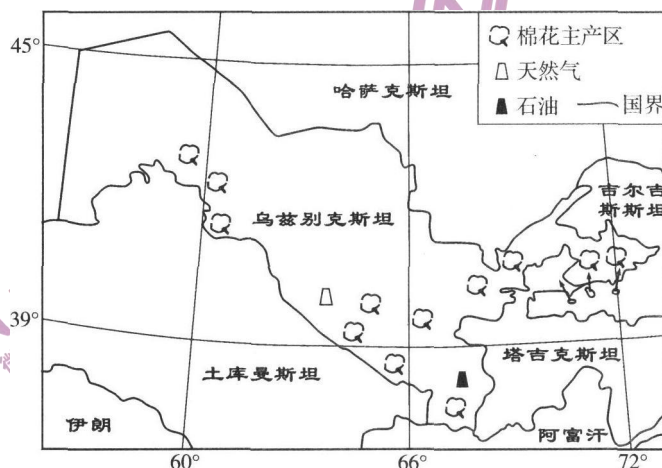 45°
棉花主产区
天然气
石油
国界
哈萨克斯坦
吉尔吉
斯斯坦
乌兹别克斯坦
39°
塔吉克斯坦
土库曼斯坦
伊朗
阿富汗
60°
66°
72°